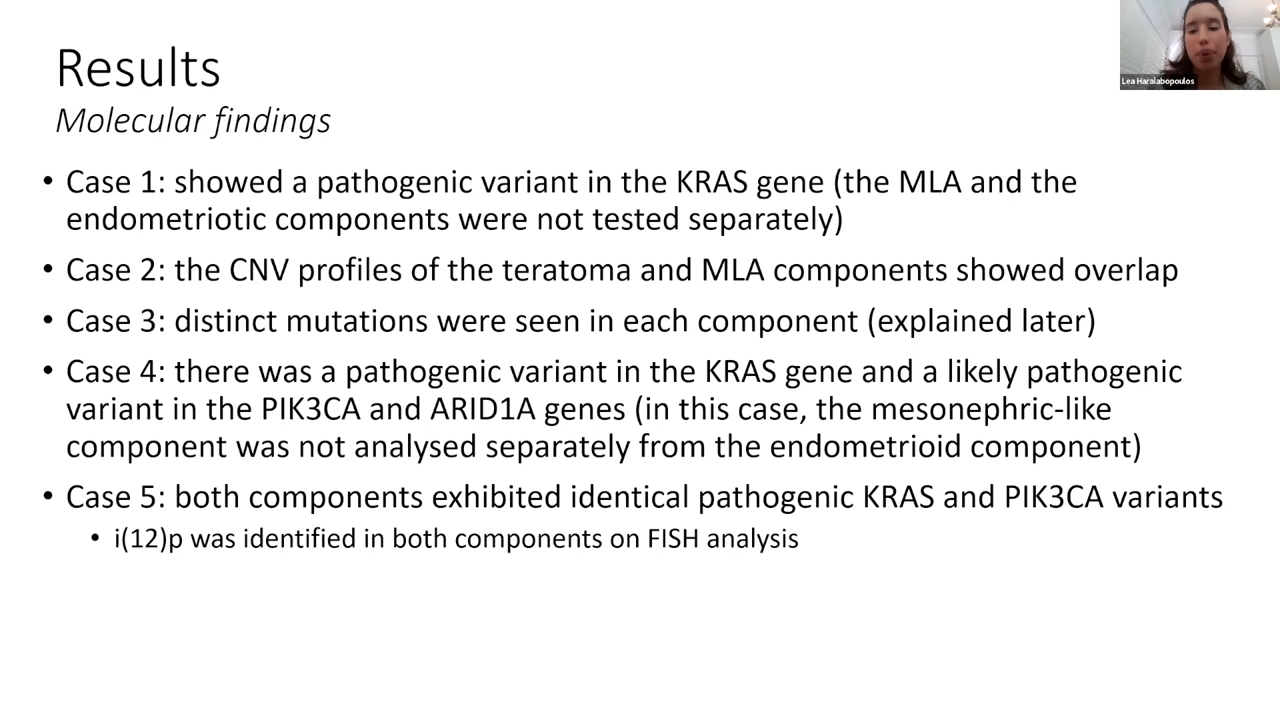 Results
Molecular findings
Lea Haralabopoulos
• Case 1: showed a pathogenic variant in the KRAS gene (the MLA and the
endometriotic components were not tested separately)
• Case 2: the CNV profiles of the teratoma and MLA components showed overlap
• Case 3: distinct mutations were seen in each component (explained later)
• Case 4: there was a pathogenic variant in the KRAS gene and a likely pathogenic
variant in the PIK3CA and ARID1A genes (in this case, the mesonephric-like
component was not analysed separately from the endometrioid component)
• Case 5: both components exhibited identical pathogenic KRAS and PIK3CA variants
• i(12)p was identified in both components on FISH analysis